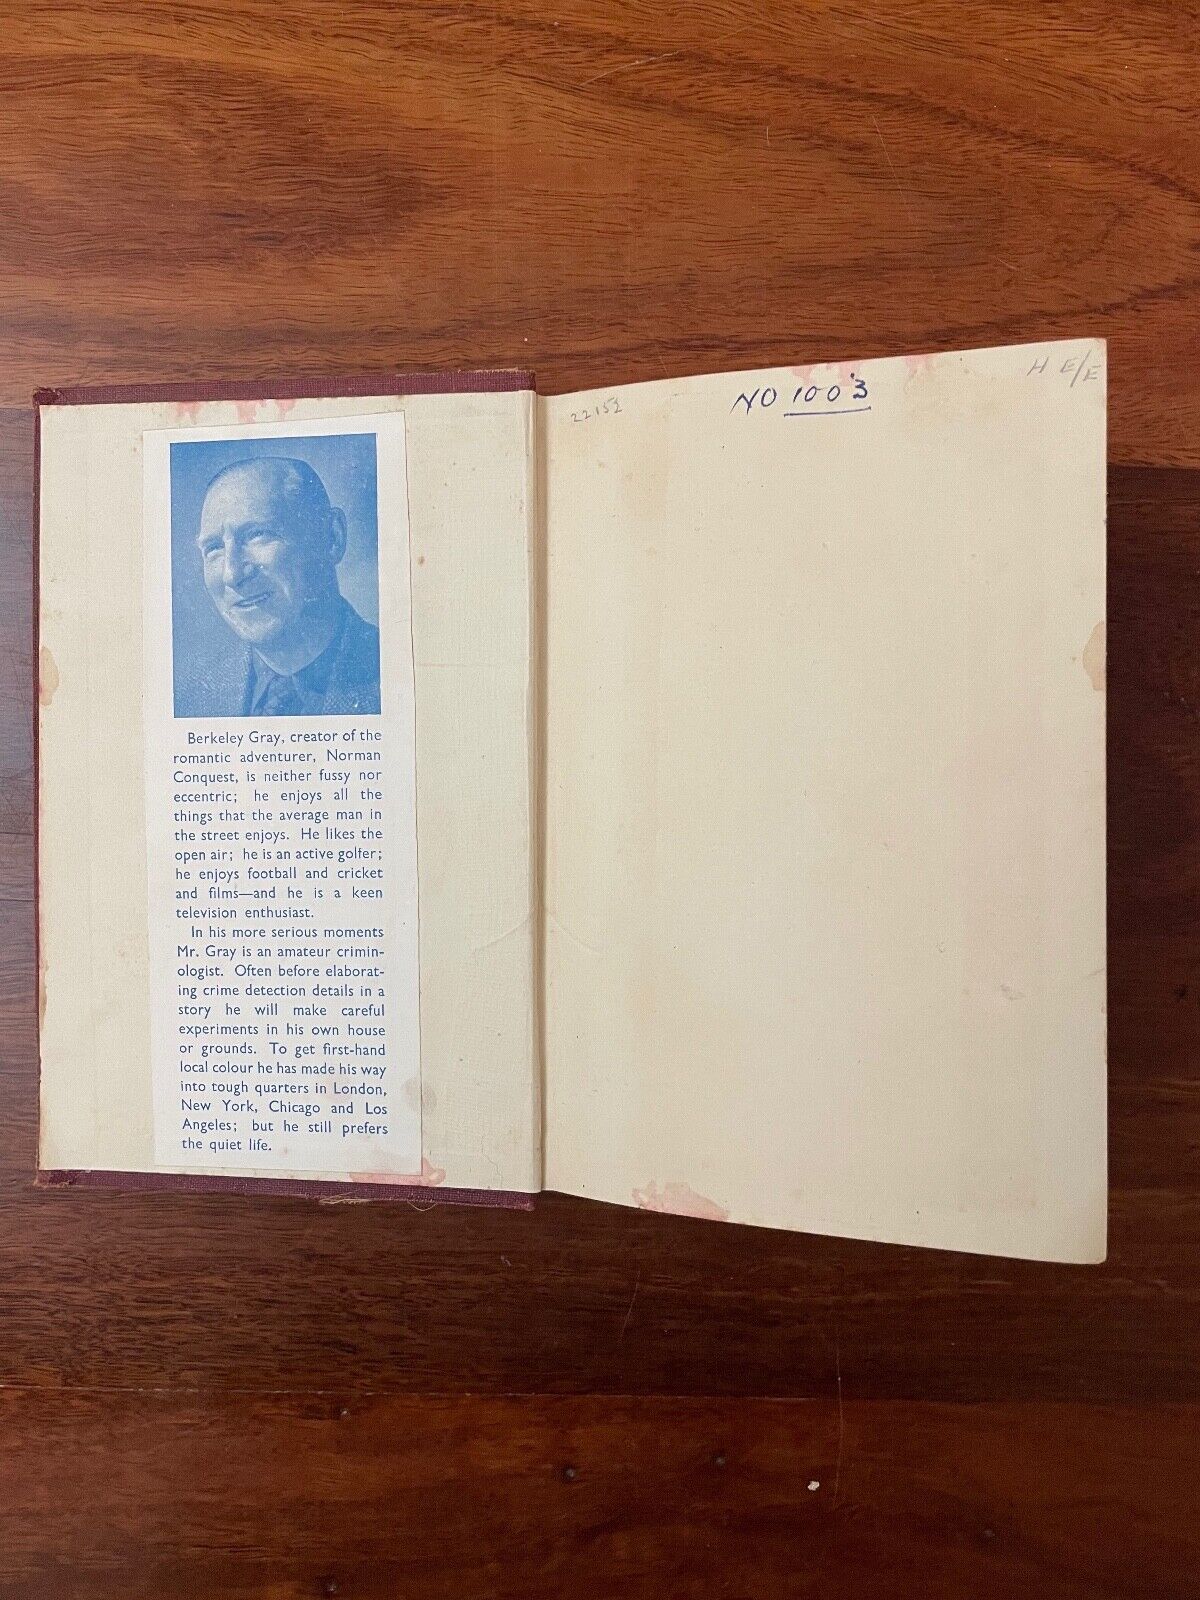 Berkeley Gray, creator of the
romantic adventurer, Norman
Conquest, is neither fussy nor
eccentric; he enjoys all the
things that the average man in
the street enjoys. He likes the
open air; he is an active golfer;
he enjoys football and cricket
and films—and he is a keen
television enthusiast.
In his more serious moments
Mr. Gray is an amateur crimin-
ologist. Often before elaborat-
ing crime detection details in a
story he will make careful
experiments in his own house
or grounds. To get first-hand
local colour he has made his way
into tough quarters in London,
New York, Chicago and Los
Angeles; but he still prefers
the quiet life.
22152
NO 1003
H E/E